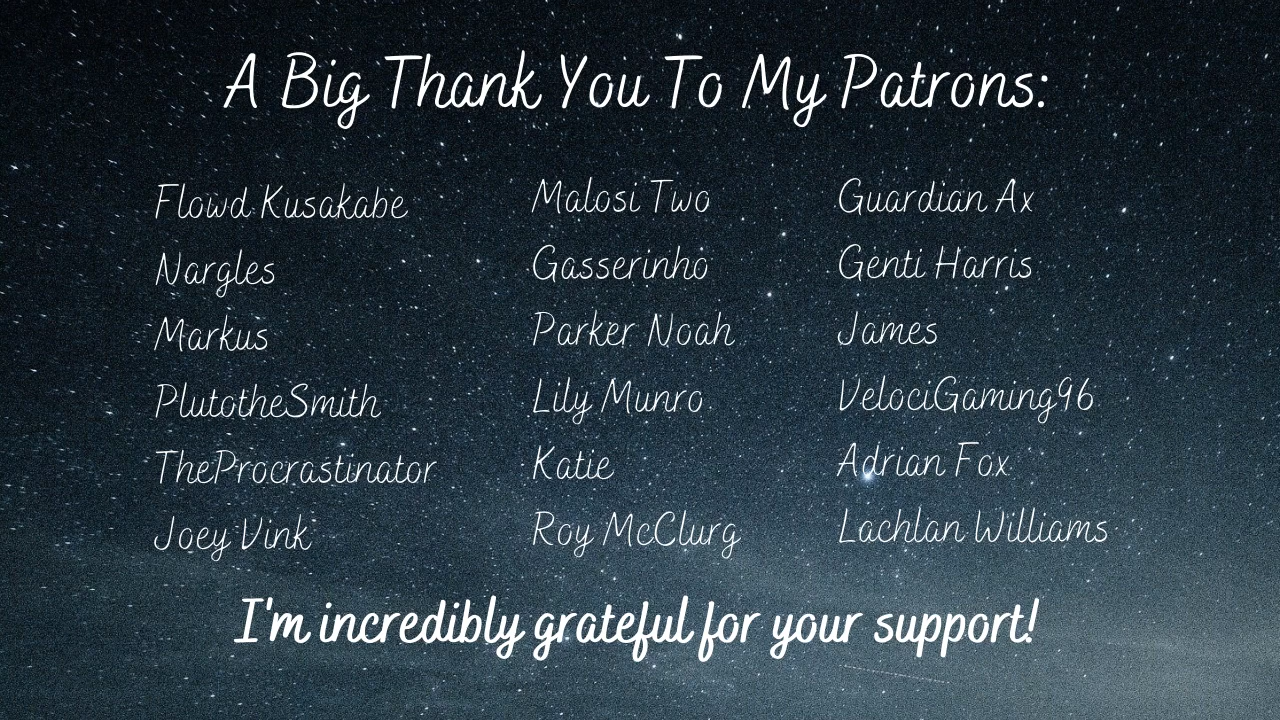 A Big Thank You To My Patrons:
Flowd Kusakabe
Nargles
Markus
PlutotheSmith
TheProcrastinator
Joey Vink
Malosi Two
Gasserinho
Parker Noah
Lily Munro
Katie
Roy McClurg
Guardian Ax
Genti Harris
James
VelociGaming96
Adrian Fox
Lachlan Williams
I'm incredibly grateful for your support!